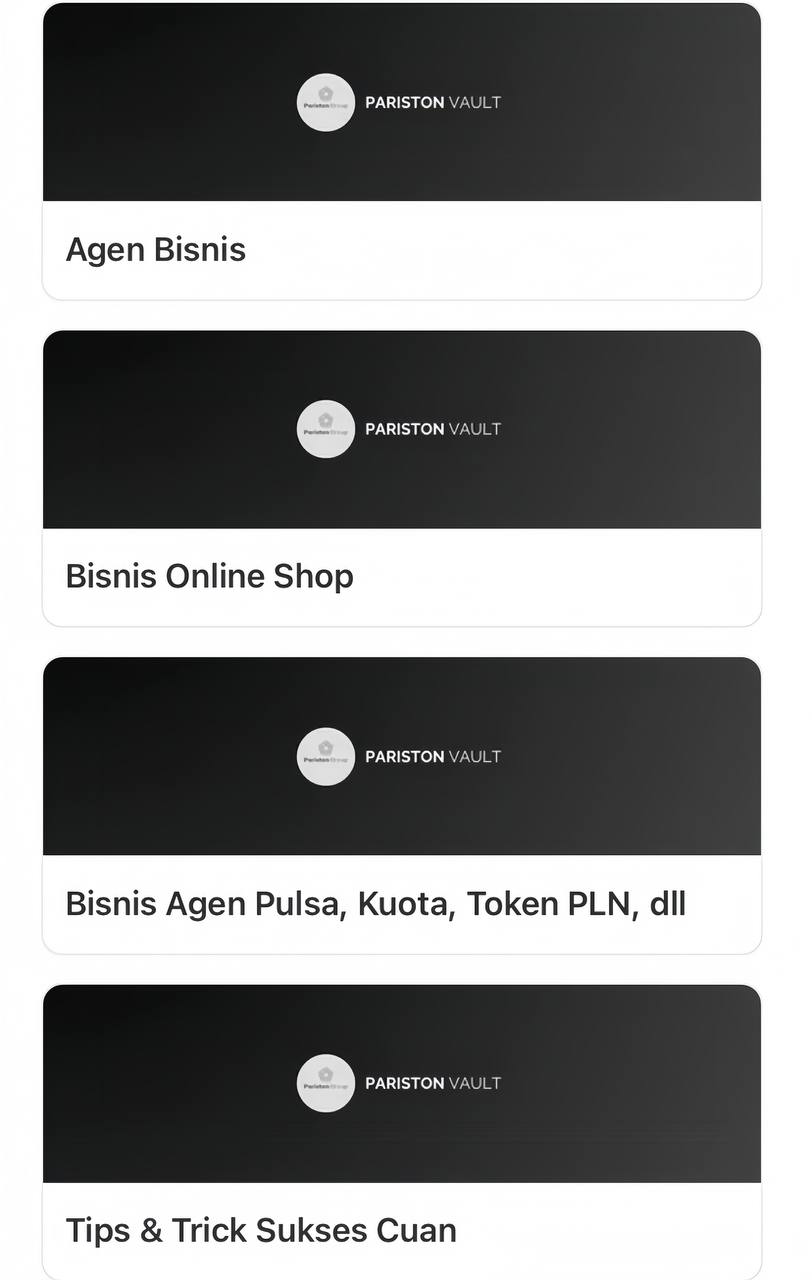 Pariston Group
PARISTON VAULT
Agen Bisnis
Pariston Group
PARISTON VAULT
Bisnis Online Shop
Pariston Group
PARISTON VAULT
Bisnis Agen Pulsa, Kuota, Token PLN, dll
Pariston Group
PARISTON VAULT
Tips & Trick Sukses Cuan